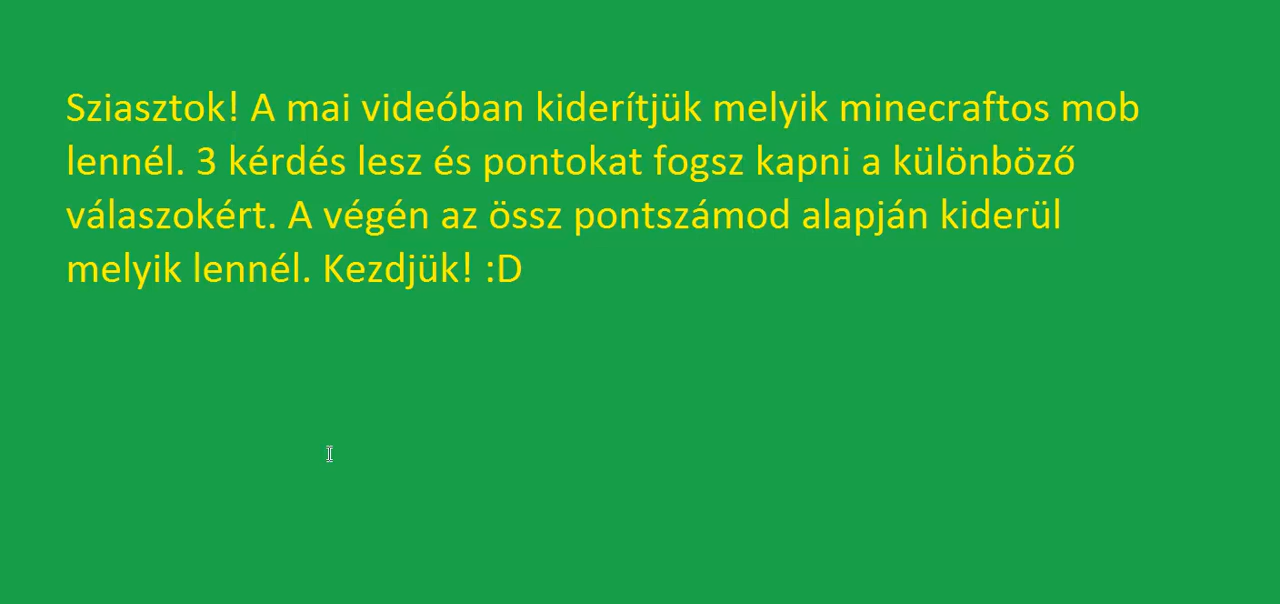 Sziasztok! A mai videóban kiderítjük melyik minecraftos mob
lennél. 3 kérdés lesz és pontokat fogsz kapni a különböző
válaszokért. A végén az össz pontszámod alapján kiderül
melyik lennél. Kezdjük! :D